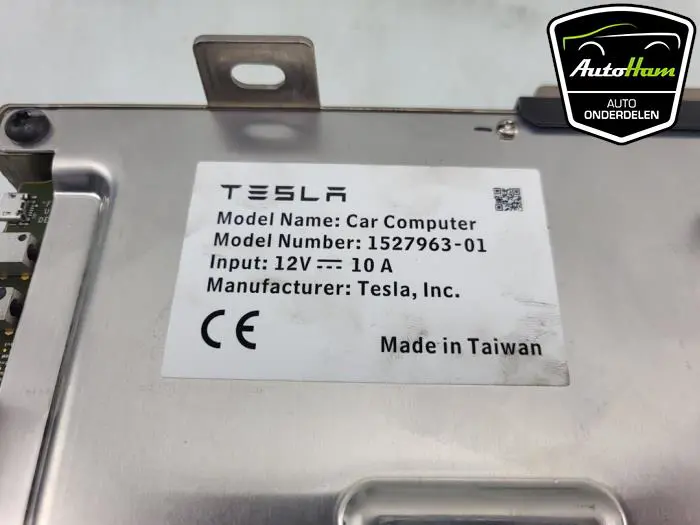 AutoHam
AUTO
ONDERDELEN
TESLA
Model Name: Car Computer
Model Number: 1527963-01
Input: 12V⎓ 10 A
Manufacturer: Tesla, Inc.
CE
Made in Taiwan